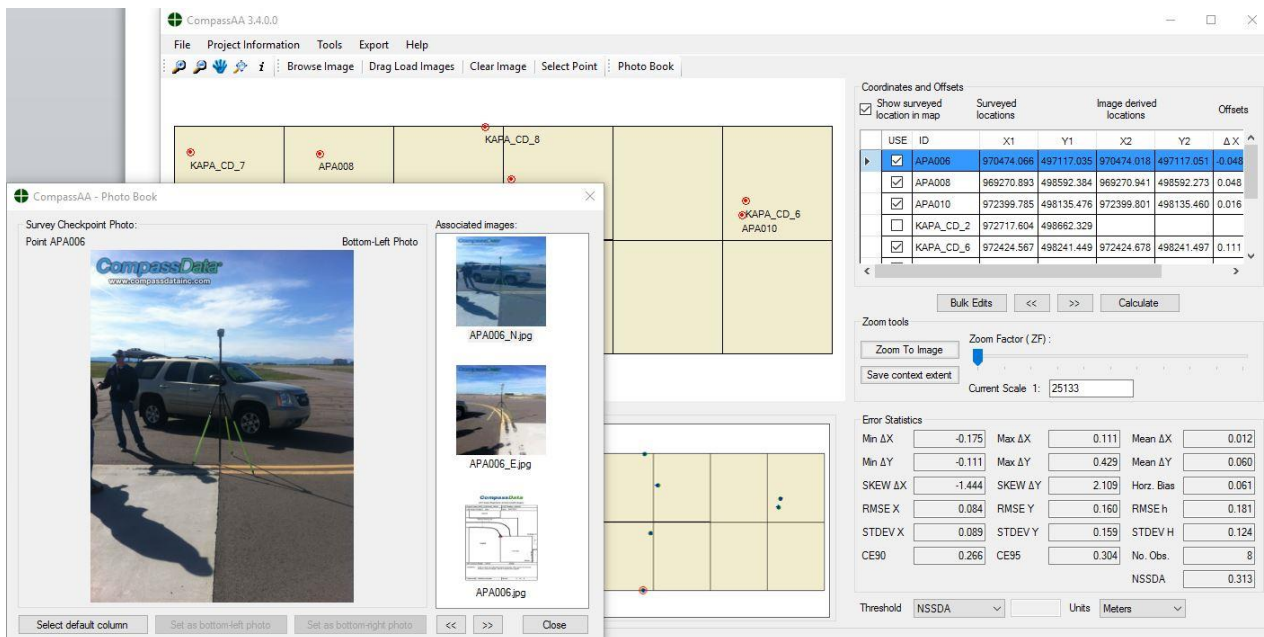 CompassAA 3.4.0.0
File Project Information Tools Export Help
i Browse Image Drag Load Images Clear Image Select Point Photo Book
KAPA_CD_8
KAPA_CD_7
APA008
KAPA_CD_6
APA010
Coordinates and Offsets
Show surveyed location in map
Surveyed locations
Image derived locations
Offsets
USE ID X1 Y1 X2 Y2 Δ X
APA006 970474.066 497117.035 970474.018 497117.051 -0.048
APA008 969270.893 498592.384 969270.941 498592.273 0.048
APA010 972399.785 498135.476 972399.801 498135.460 0.016
KAPA_CD_2 972717.604 498662.329
KAPA_CD_6 972424.567 498241.449 972424.678 498241.497 0.111
Bulk Edits << >> Calculate
Zoom tools
Zoom To Image
Zoom Factor ( ZF) :
Save context extent
Current Scale 1: 25133
Error Statistics
Min ΔX -0.175 Max ΔX 0.111 Mean ΔX 0.012
Min ΔY -0.111 Max ΔY 0.429 Mean ΔY 0.060
SKEW ΔX -1.444 SKEW ΔY 2.109 Horz. Bias 0.061
RMSE X 0.084 RMSE Y 0.160 RMSE h 0.181
STDEV X 0.089 STDEV Y 0.159 STDEV H 0.124
CE90 0.266 CE95 0.304 No. Obs. 8
NSSDA 0.313
Threshold NSSDA Units Meters
CompassAA - Photo Book
Survey Checkpoint Photo:
Point APA006 Bottom-Left Photo
CompassData
www.compassdatainc.com
Associated images:
APA006_N.jpg
APA006_E.jpg
CompassData
APA006.jpg
Select default column Set as bottom-left photo Set as bottom-right photo << >> Close